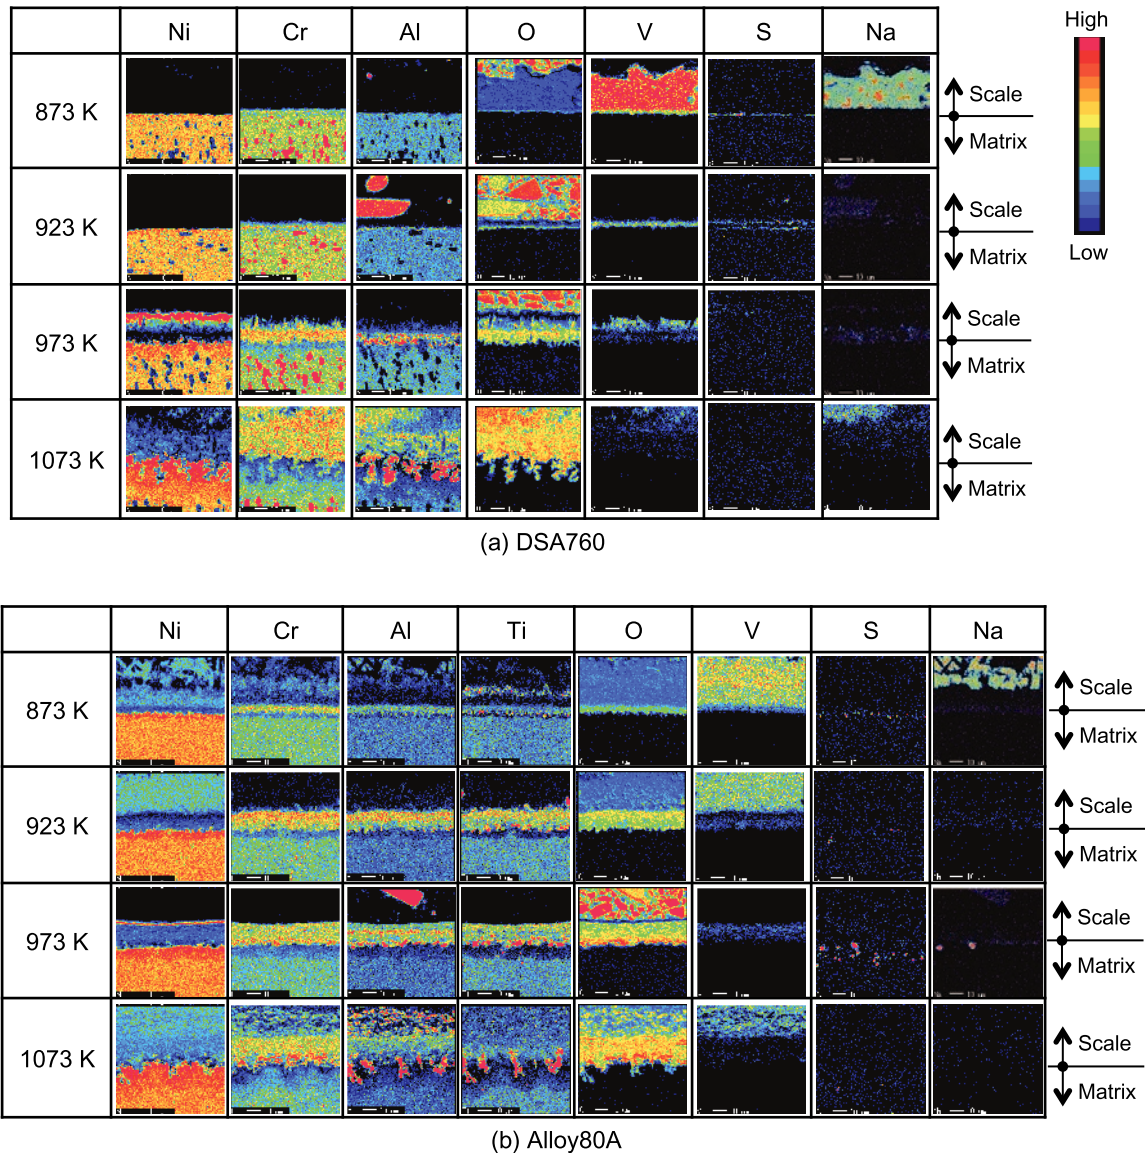 Ni Cr Al O V S Na
High
873 K
Scale
Matrix
923 K
Scale
Matrix
Low
973 K
Scale
Matrix
1073 K
Scale
Matrix
(a) DSA760
Ni Cr Al Ti O V S Na
873 K
Scale
Matrix
923 K
Scale
Matrix
973 K
Scale
Matrix
1073 K
Scale
Matrix
(b) Alloy80A